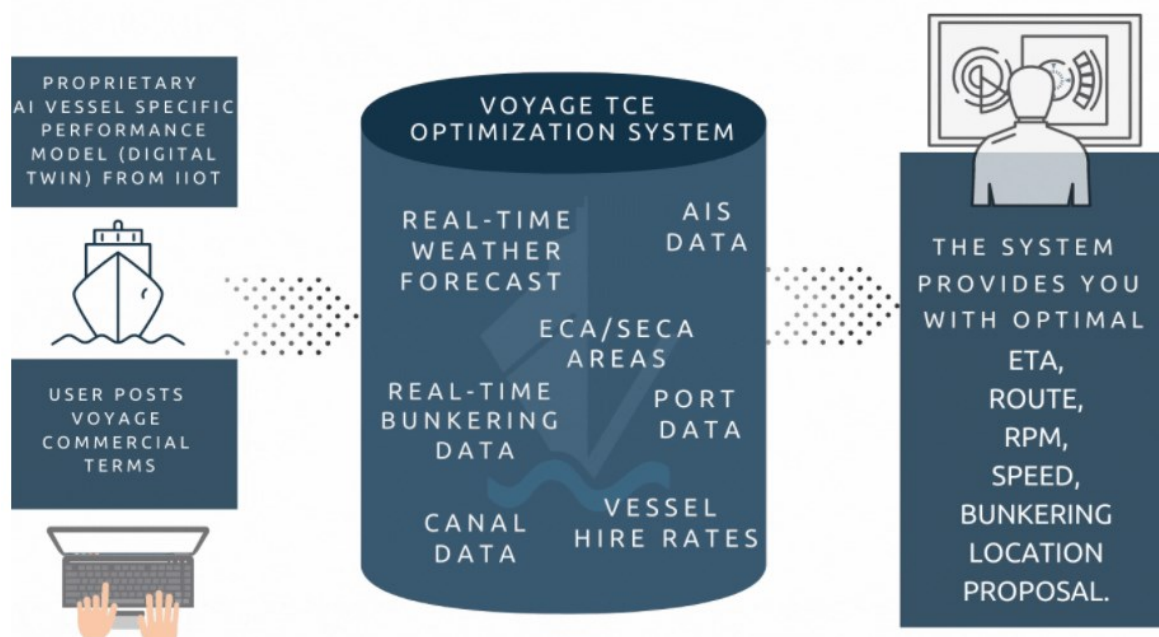 PROPRIETARY
AI VESSEL SPECIFIC
PERFORMANCE
MODEL (DIGITAL
TWIN) FROM IIOT
USER POSTS
VOYAGE
COMMERCIAL
TERMS
VOYAGE TCE
OPTIMIZATION SYSTEM
REAL-TIME
WEATHER
FORECAST
AIS
DATA
ECA/SECA
AREAS
REAL-TIME
BUNKERING
DATA
PORT
DATA
CANAL
DATA
VESSEL
HIRE RATES
THE SYSTEM
PROVIDES YOU
WITH OPTIMAL
ETA,
ROUTE,
RPM,
SPEED,
BUNKERING
LOCATION
PROPOSAL.